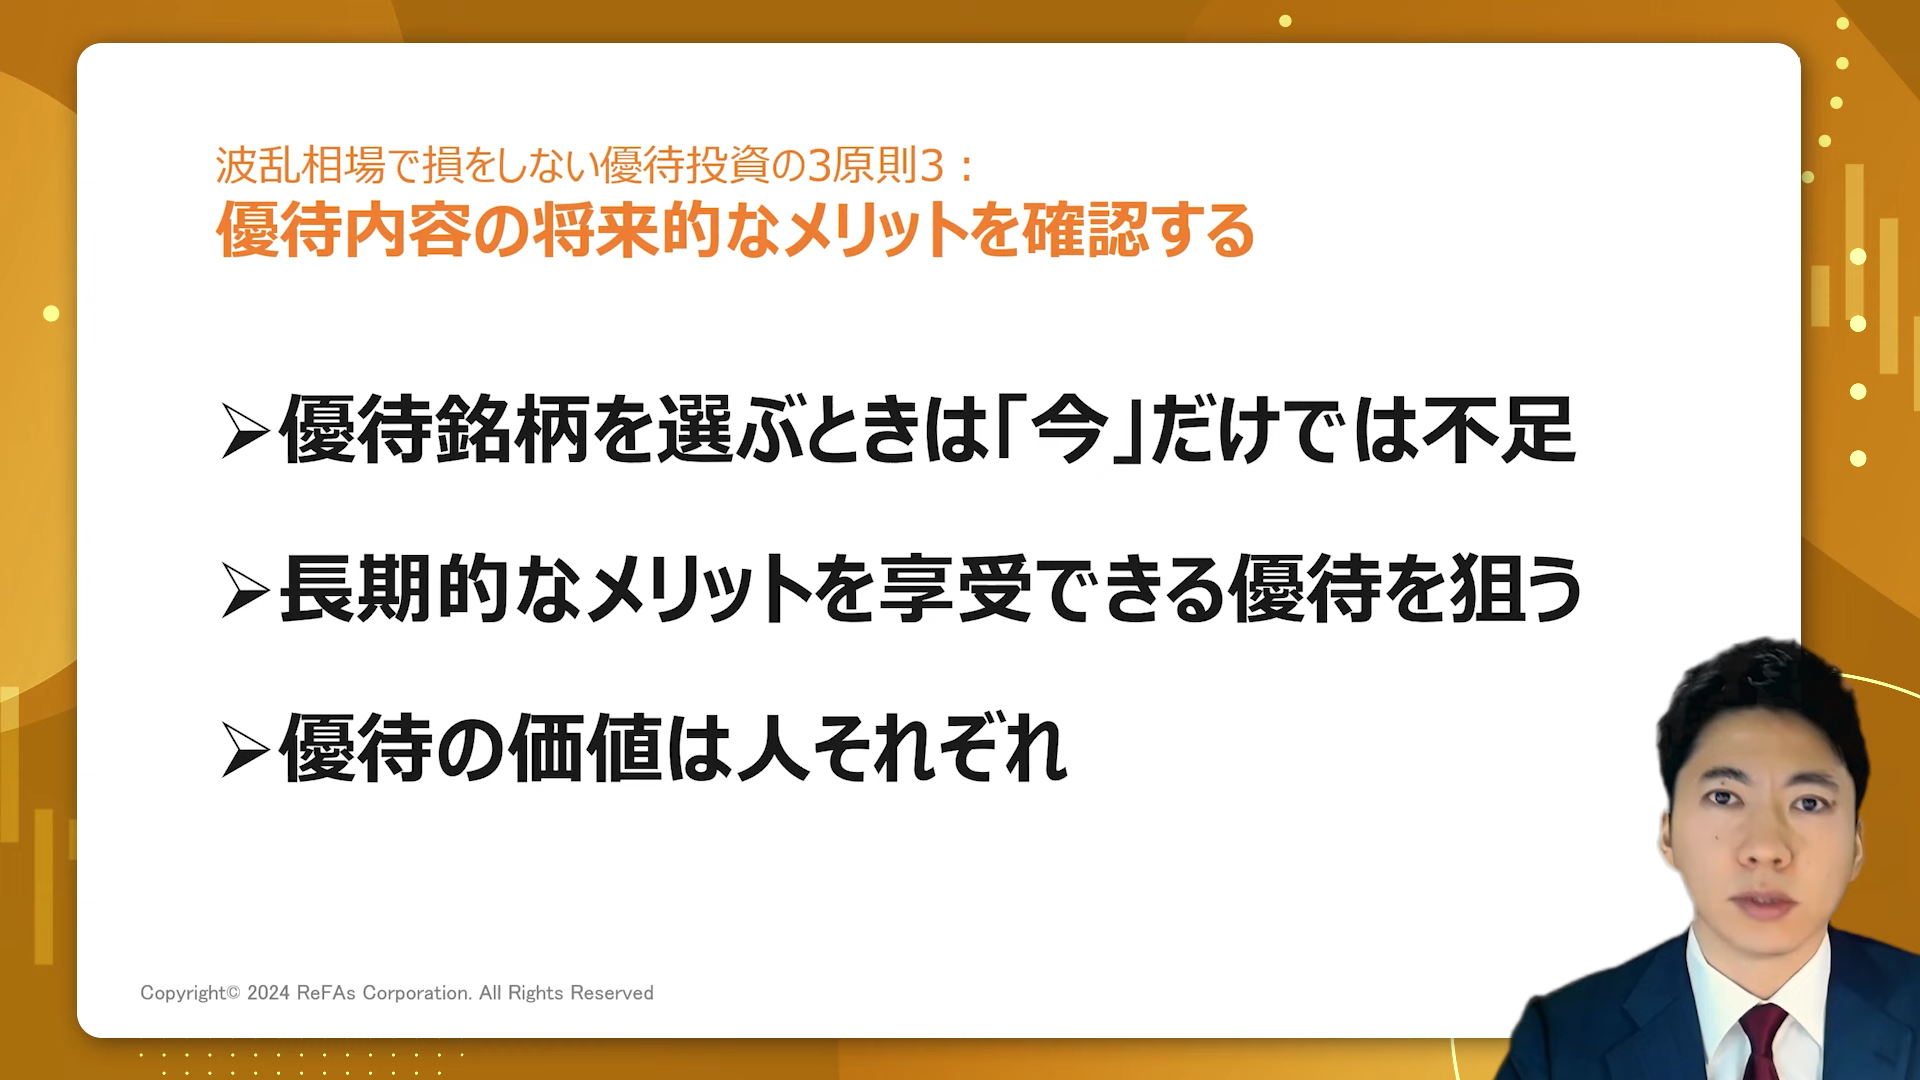 波乱相場で損をしない優待投資の3原則3：
優待内容の将来的なメリットを確認する
➢優待銘柄を選ぶときは「今」だけでは不足
➢長期的なメリットを享受できる優待を狙う
➢優待の価値は人それぞれ
Copyright© 2024 ReFAs Corporation. All Rights Reserved